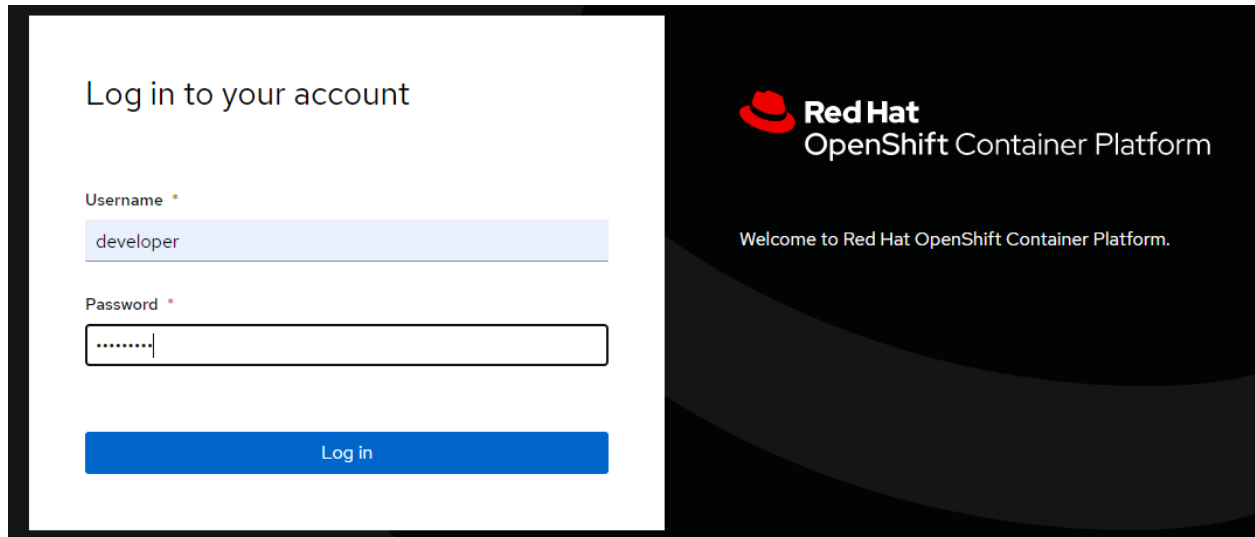 Log in to your account
Username *
developer
Password *
•••••••••
Log in
Red Hat
OpenShift Container Platform
Welcome to Red Hat OpenShift Container Platform.